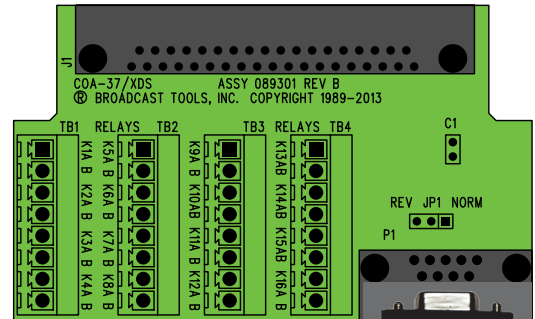 J1
COA-37/XDS ASSY 089301 REV B
® BROADCAST TOOLS, INC. COPYRIGHT 1989-2013
TB1 RELAYS TB2 TB3 RELAYS TB4
C1
K1A B K2A B K3A B K4A B
K5A B K6A B K7A B K8A B
K9A B K10AB K11A B K12A B
K13AB K14AB K15AB K16A B
REV JP1 NORM
P1